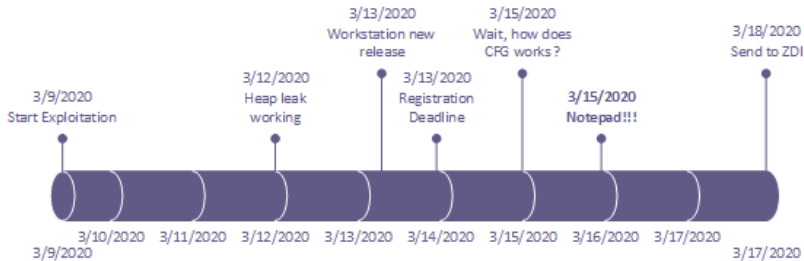 3/9/2020
Start Exploitation
3/12/2020
Heap leak
working
3/13/2020
Workstation new
release
3/13/2020
Registration
Deadline
3/15/2020
Wait, how does
CFG works?
3/15/2020
Notepad!!!
3/18/2020
Send to ZDI
3/10/2020 3/11/2020 3/12/2020 3/13/2020 3/14/2020 3/15/2020 3/16/2020 3/17/2020
3/9/2020 3/17/2020